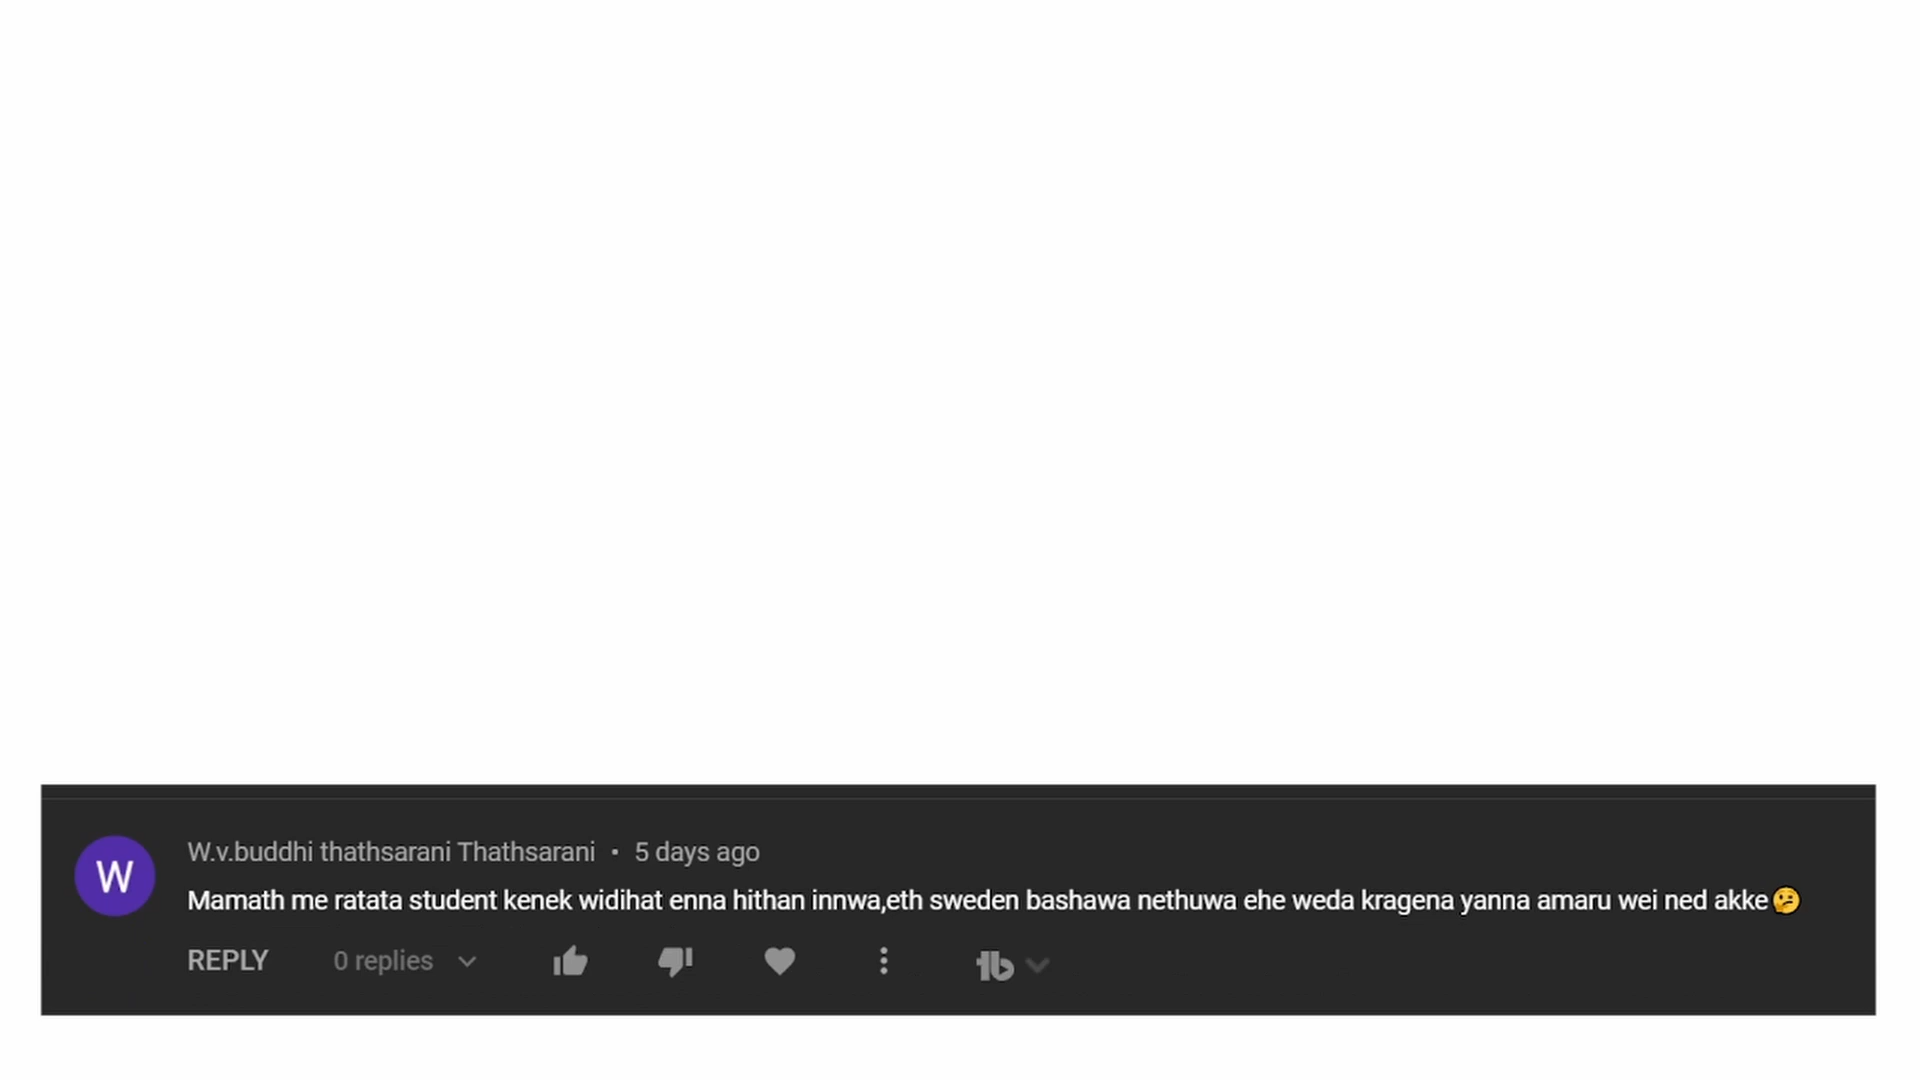 W.v.buddhi thathsarani Thathsarani • 5 days ago
W
Mamath me ratata student kenek widihat enna hithan innwa,eth sweden bashawa nethuwa ehe weda kragena yanna amaru wei ned akke🤔
REPLY 0 replies